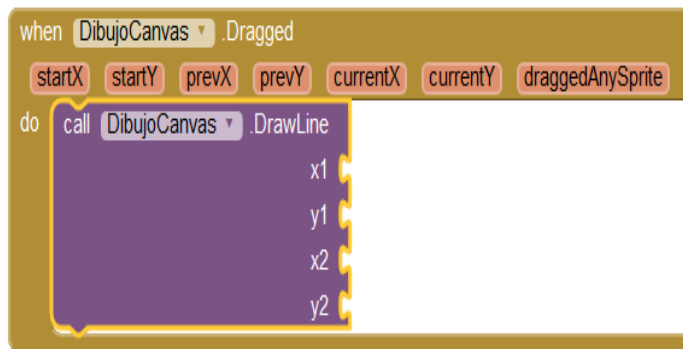 when DibujoCanvas .Dragged
startX startY prevX prevY currentX currentY draggedAnySprite
do call DibujoCanvas .DrawLine
x1
y1
x2
y2